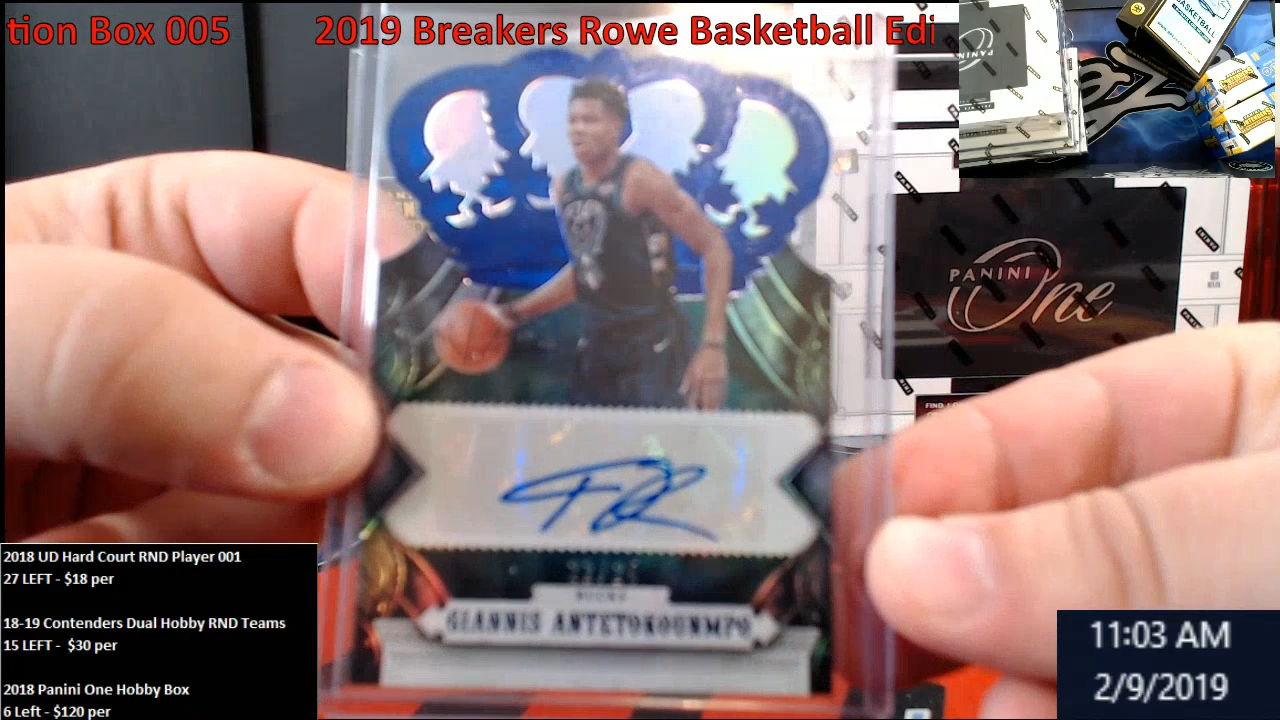 tion Box 005 2019 Breakers Rowe Basketball Edi
BASKETBALL
PANINI
One
BUCKS
GIANNIS ANTETOKOUNMPO
2018 UD Hard Court RND Player 001
27 LEFT - $18 per
18-19 Contenders Dual Hobby RND Teams
15 LEFT - $30 per
2018 Panini One Hobby Box
6 Left - $120 per
11:03 AM
2/9/2019